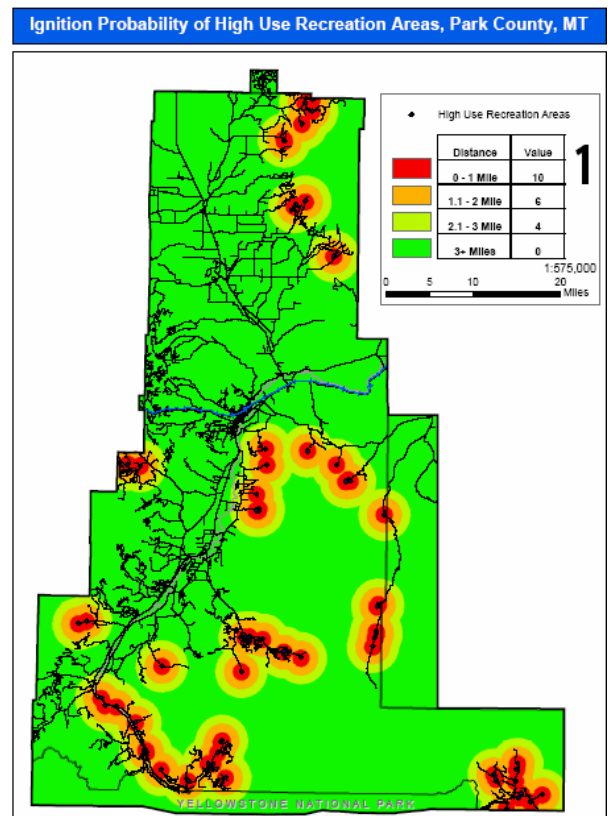 Ignition Probability of High Use Recreation Areas, Park County, MT
High Use Recreation Areas
1
Distance Value
0 - 1 Mile 10
1.1 - 2 Mile 6
2.1 - 3 Mile 4
3+ Miles 0
1:575,000
0 5 10 20
Miles
YELLOWSTONE NATIONAL PARK